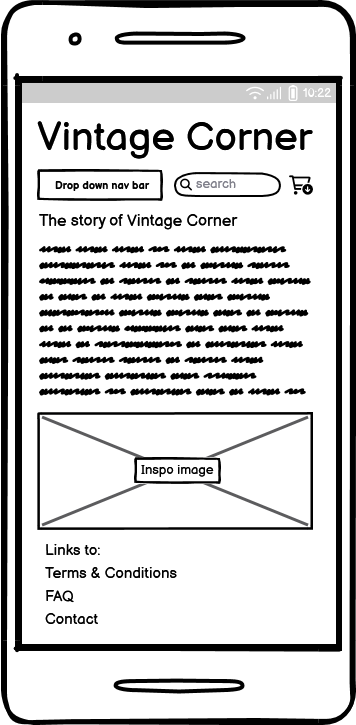 10:22
Vintage Corner
Drop down nav bar
search
The story of Vintage Corner
Inspo image
Links to:
Terms & Conditions
FAQ
Contact